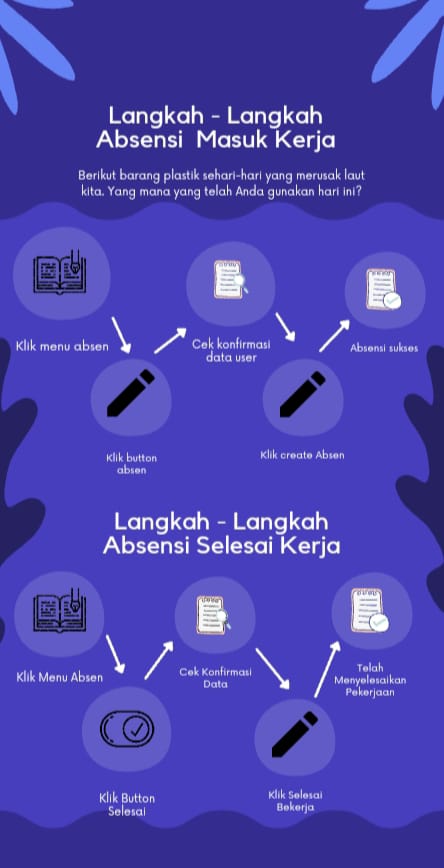 Langkah - Langkah
Absensi Masuk Kerja
Berikut barang plastik sehari-hari yang merusak laut
kita. Yang mana yang telah Anda gunakan hari ini?
Klik menu absen
Cek konfirmasi
data user
Absensi sukses
Klik button
absen
Klik create Absen
Langkah - Langkah
Absensi Selesai Kerja
Klik Menu Absen
Cek Konfirmasi
Data
Telah
Menyelesaikan
Pekerjaan
Klik Button
Selesai
Klik Selesai
Bekerja